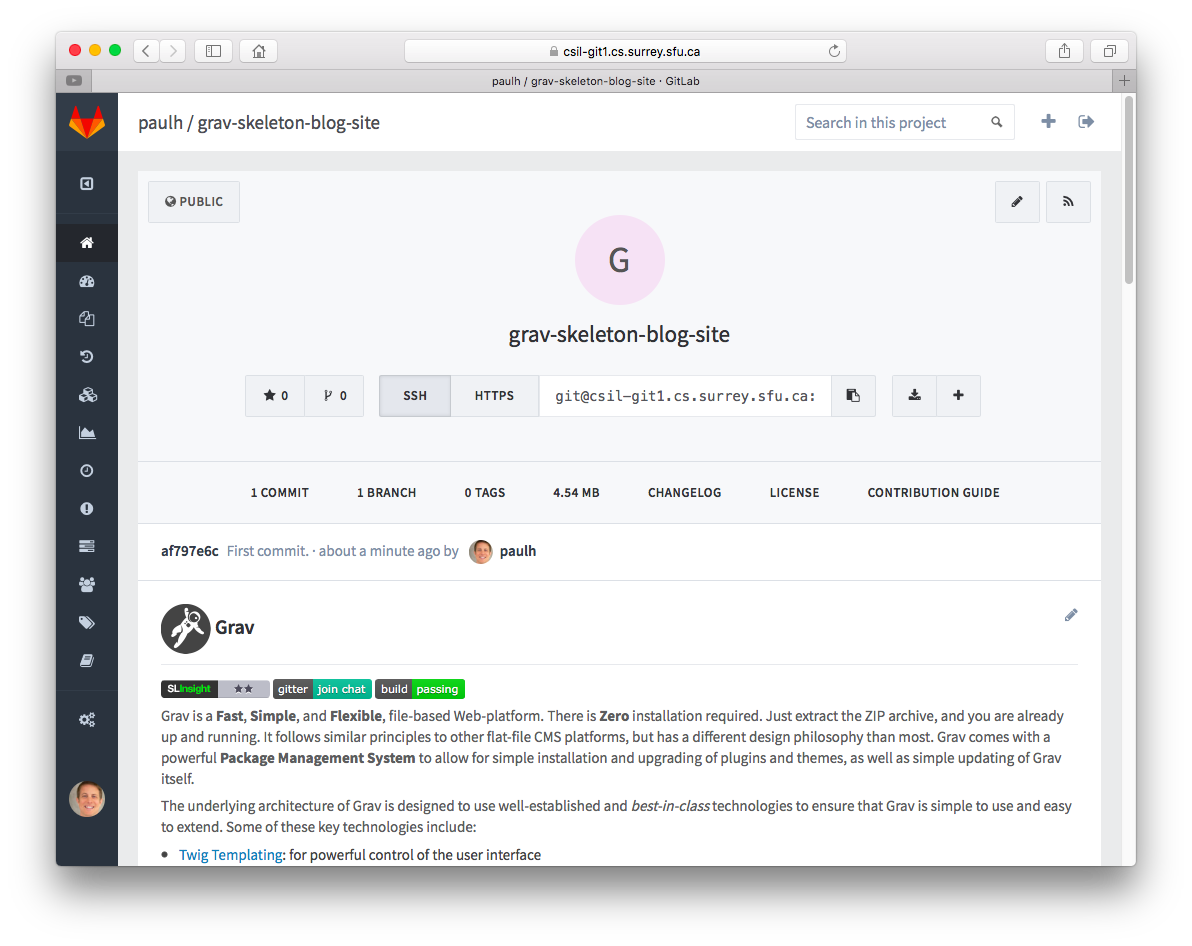 csil-git1.cs.surrey.sfu.ca
paulh / grav-skeleton-blog-site · GitLab
paulh / grav-skeleton-blog-site
Search in this project
PUBLIC
G
grav-skeleton-blog-site
0
0
SSH
HTTPS
git@csil-git1.cs.surrey.sfu.ca:
1 COMMIT
1 BRANCH
0 TAGS
4.54 MB
CHANGELOG
LICENSE
CONTRIBUTION GUIDE
af797e6c First commit. · about a minute ago by paulh
Grav
SLInsight
gitter join chat
build passing
Grav is a Fast, Simple, and Flexible, file-based Web-platform. There is Zero installation required. Just extract the ZIP archive, and you are already
up and running. It follows similar principles to other flat-file CMS platforms, but has a different design philosophy than most. Grav comes with a
powerful Package Management System to allow for simple installation and upgrading of plugins and themes, as well as simple updating of Grav
itself.
The underlying architecture of Grav is designed to use well-established and best-in-class technologies to ensure that Grav is simple to use and easy
to extend. Some of these key technologies include:
• Twig Templating: for powerful control of the user interface